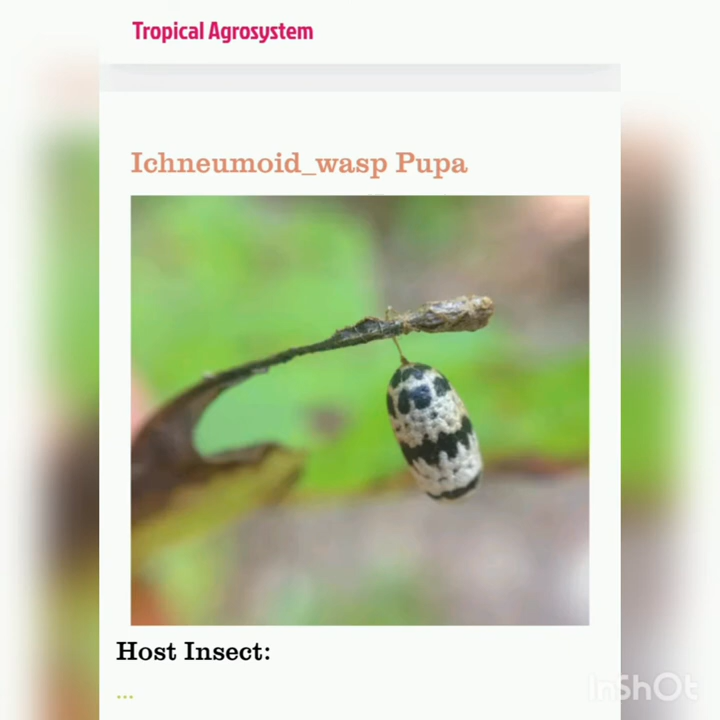 Tropical Agrosystem
Ichneumoid_wasp Pupa
Host Insect:
...
InShOt